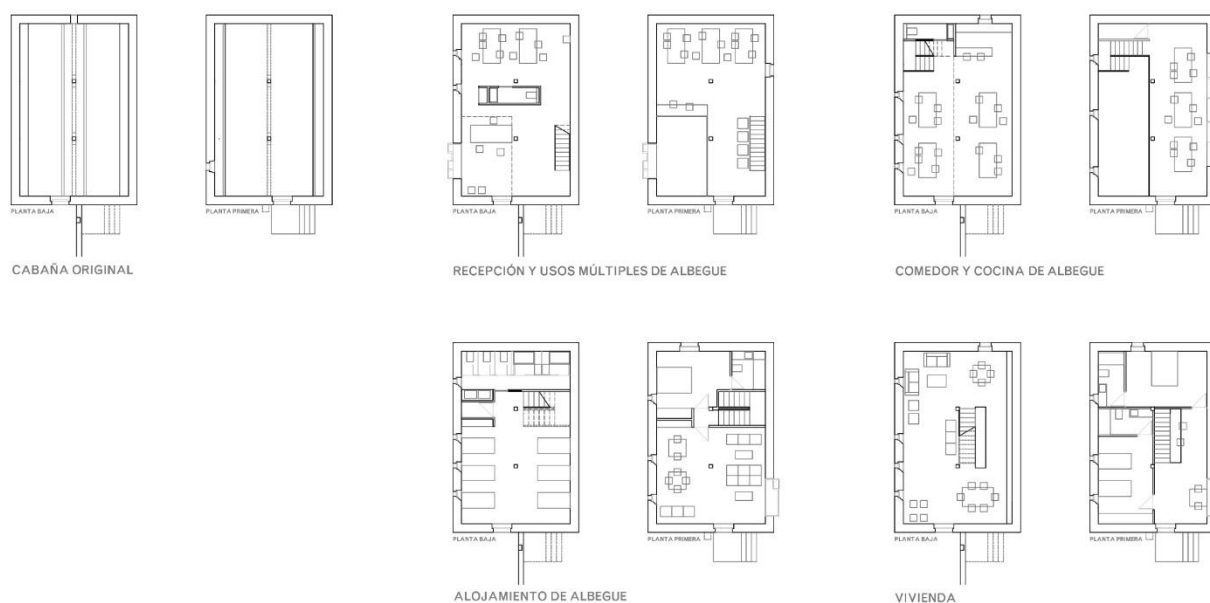 PLANTA BAJA
PLANTA PRIMERA
CABAÑA ORIGINAL
PLANTA BAJA
PLANTA PRIMERA
RECEPCIÓN Y USOS MÚLTIPLES DE ALBEGUE
PLANTA BAJA
PLANTA PRIMERA
COMEDOR Y COCINA DE ALBEGUE
PLANTA BAJA
PLANTA PRIMERA
ALOJAMIENTO DE ALBEGUE
PLANTA BAJA
PLANTA PRIMERA
VIVIENDA